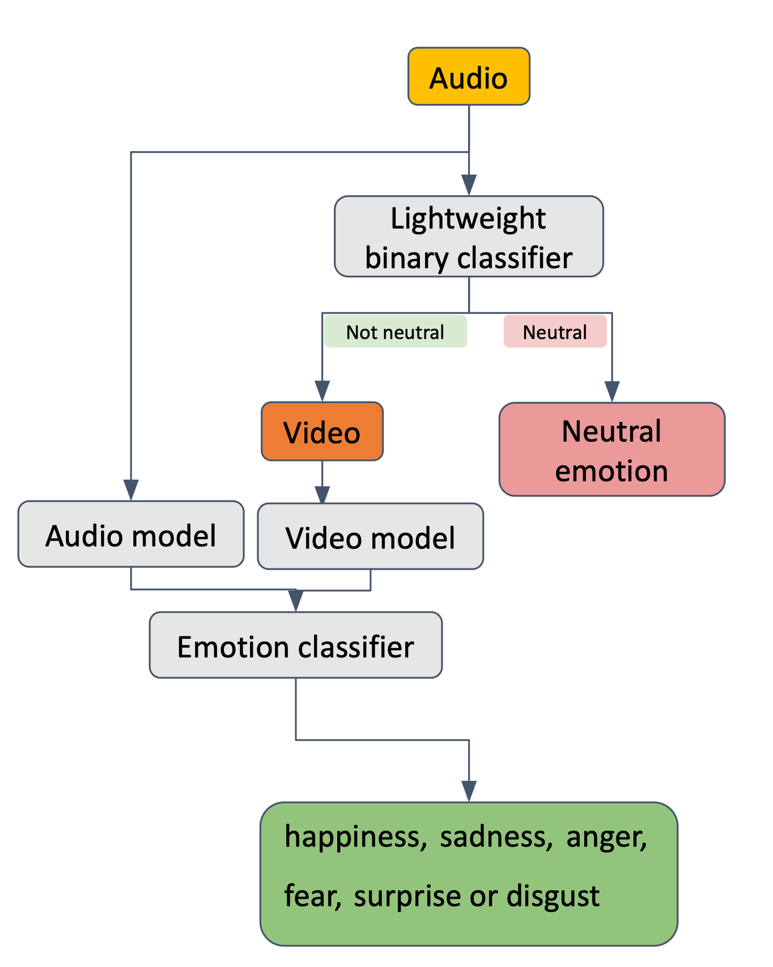 Audio
Lightweight
binary classifier
Not neutral
Neutral
Video
Neutral
emotion
Audio model
Video model
Emotion classifier
happiness, sadness, anger,
fear, surprise or disgust